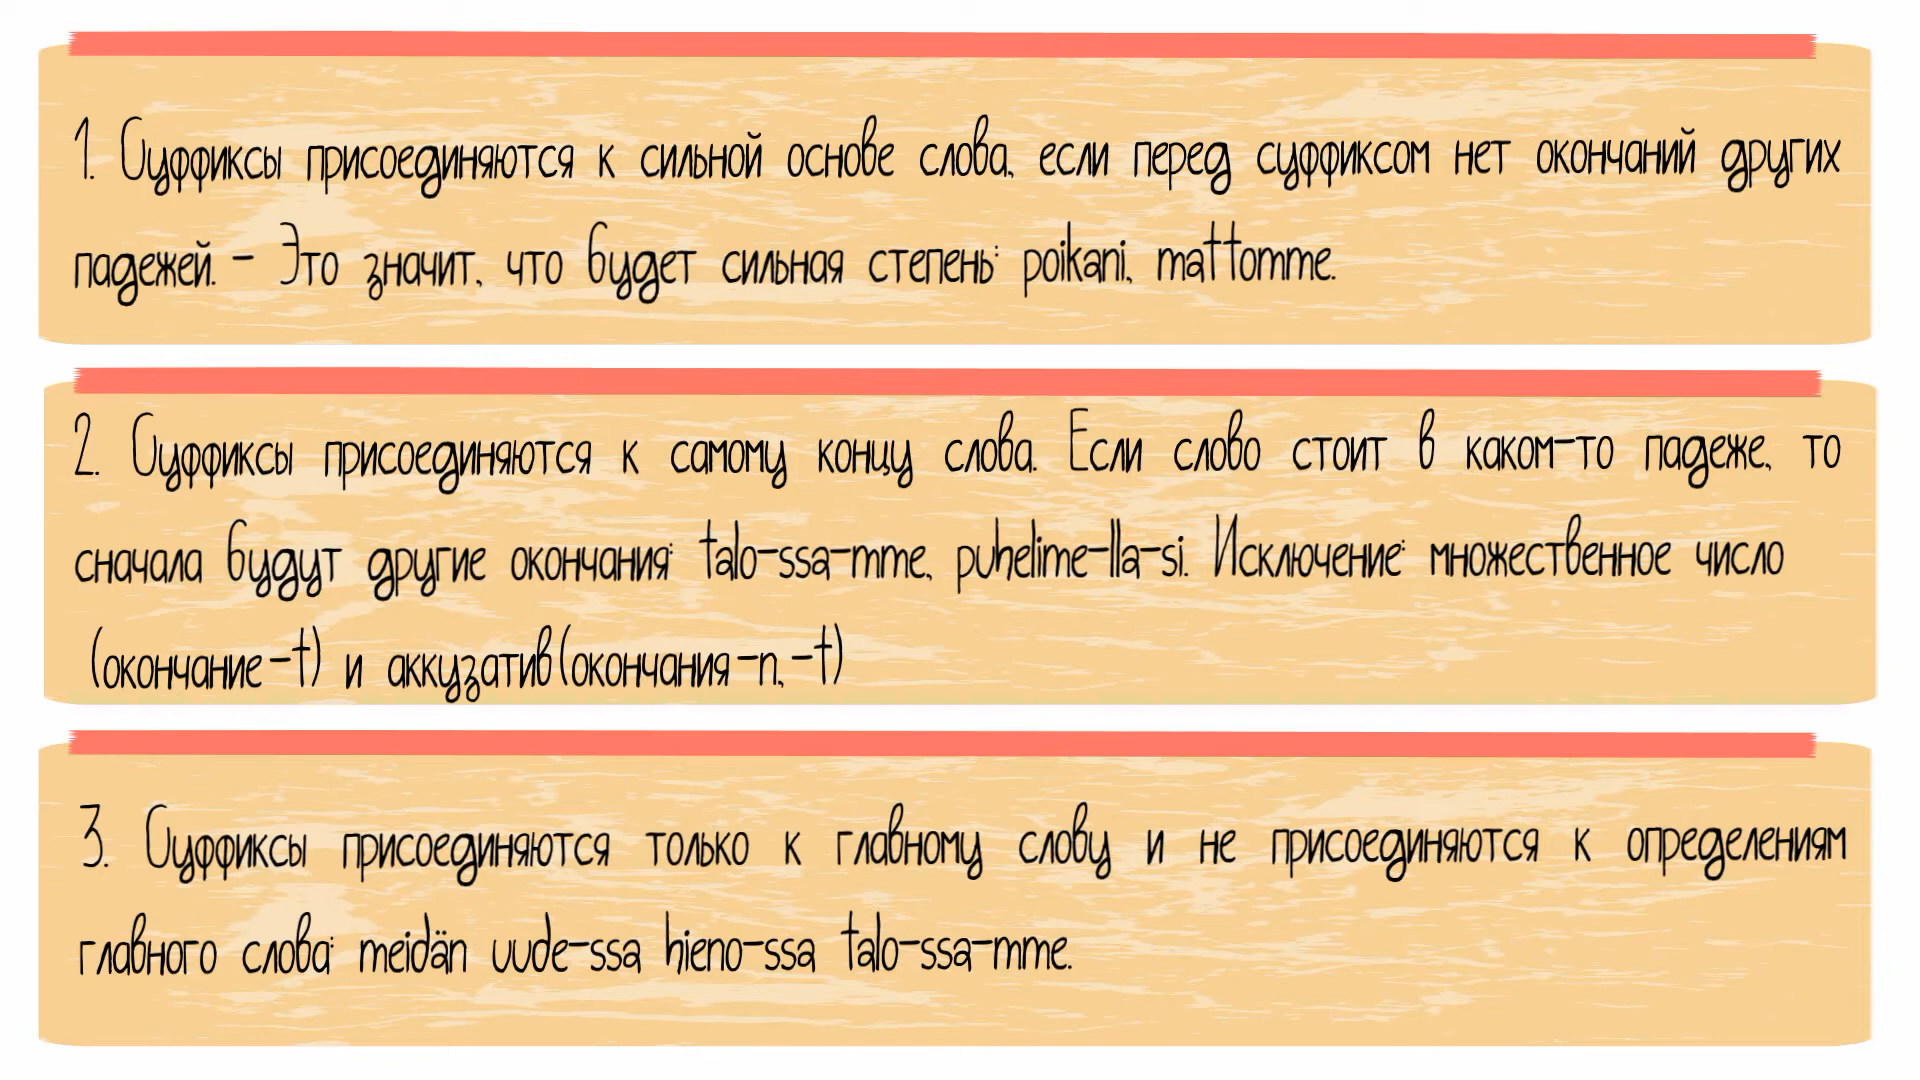 1. Суффиксы присоединяются к сильной основе слова, если перед суффиксом нет окончаний других
падежей. - Это значит, что будет сильная степень: poikani, mattomme.
2. Суффиксы присоединяются к самому концу слова. Если слово стоит в каком-то падеже, то
сначала будут другие окончания: talo-ssa-mme, puhelime-lla-si. Исключение: множественное число
(окончание -t) и аккузатив(окончания -n, -t)
3. Суффиксы присоединяются только к главному слову и не присоединяются к определениям
главного слова: meidän uude-ssa hieno-ssa talo-ssa-mme.